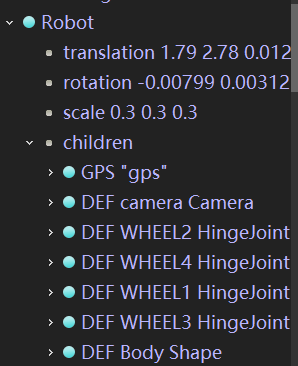 Robot
translation 1.79 2.78 0.012
rotation -0.00799 0.00312
scale 0.3 0.3 0.3
children
GPS "gps"
DEF camera Camera
DEF WHEEL2 HingeJoint
DEF WHEEL4 HingeJoint
DEF WHEEL1 HingeJoint
DEF WHEEL3 HingeJoint
DEF Body Shape